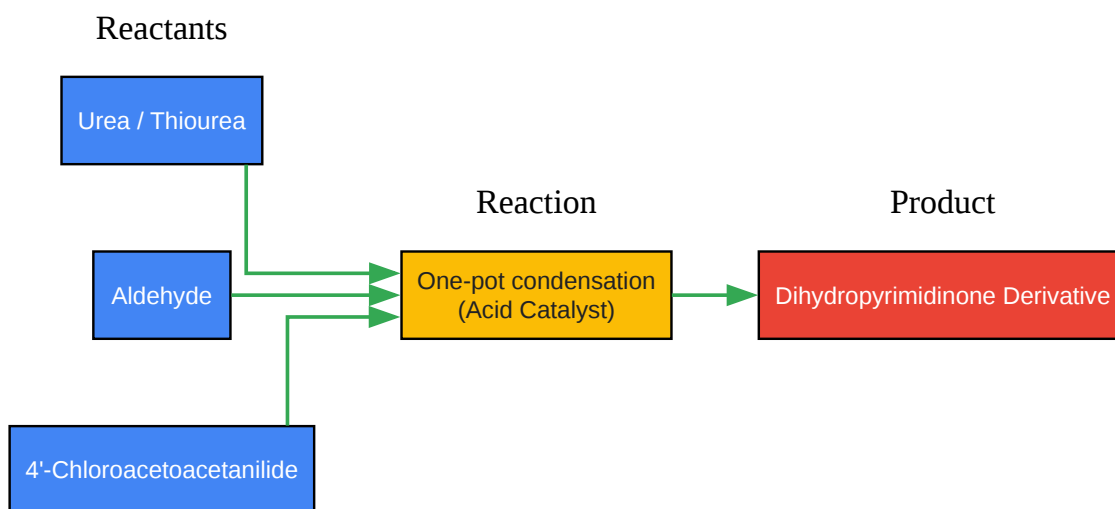 Reactants
Urea / Thiourea
Reaction
Product
Aldehyde
One-pot condensation
(Acid Catalyst)
Dihydropyrimidinone Derivative
4'-Chloroacetoacetanilide